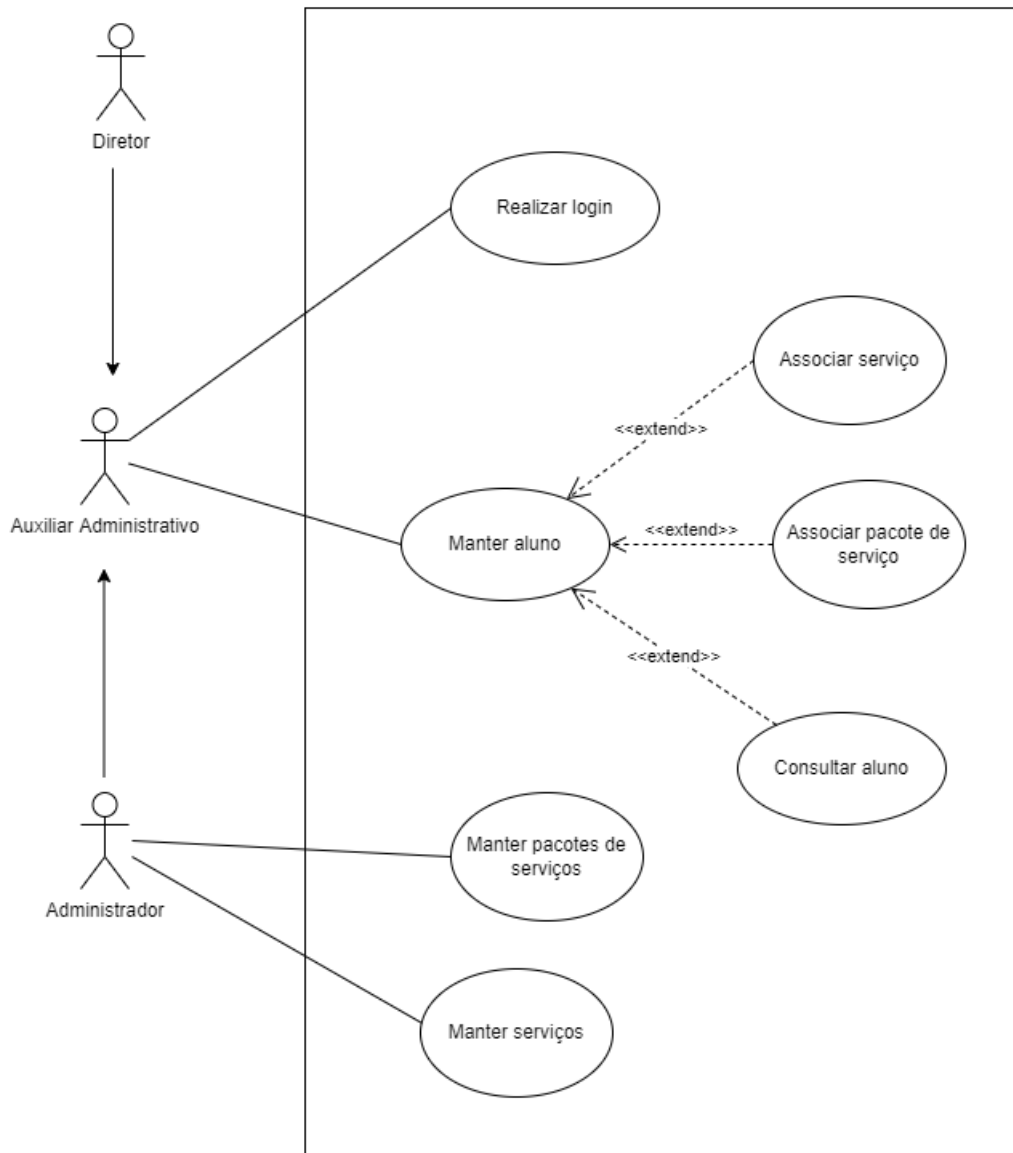 Diretor
Realizar login
Associar serviço
<<extend>>
Auxiliar Administrativo
Manter aluno
<<extend>>
Associar pacote de
serviço
<<extend>>
Consultar aluno
Manter pacotes de
serviços
Administrador
Manter serviços